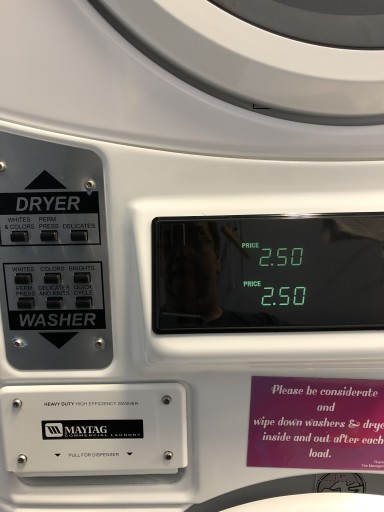 DRYER
WHITES & COLORS
PERM PRESS
DELICATES
WHITES
COLORS
BRIGHTS
PERM PRESS
DELICATES AND KNITS
QUICK CYCLE
WASHER
PRICE 2.50
PRICE 2.50
HEAVY DUTY HIGH EFFICIENCY WASHER
MAYTAG
COMMERCIAL LAUNDRY
PULL FOR DISPENSER
Please be considerate
and
wipe down washers & drye
inside and out after each
load.